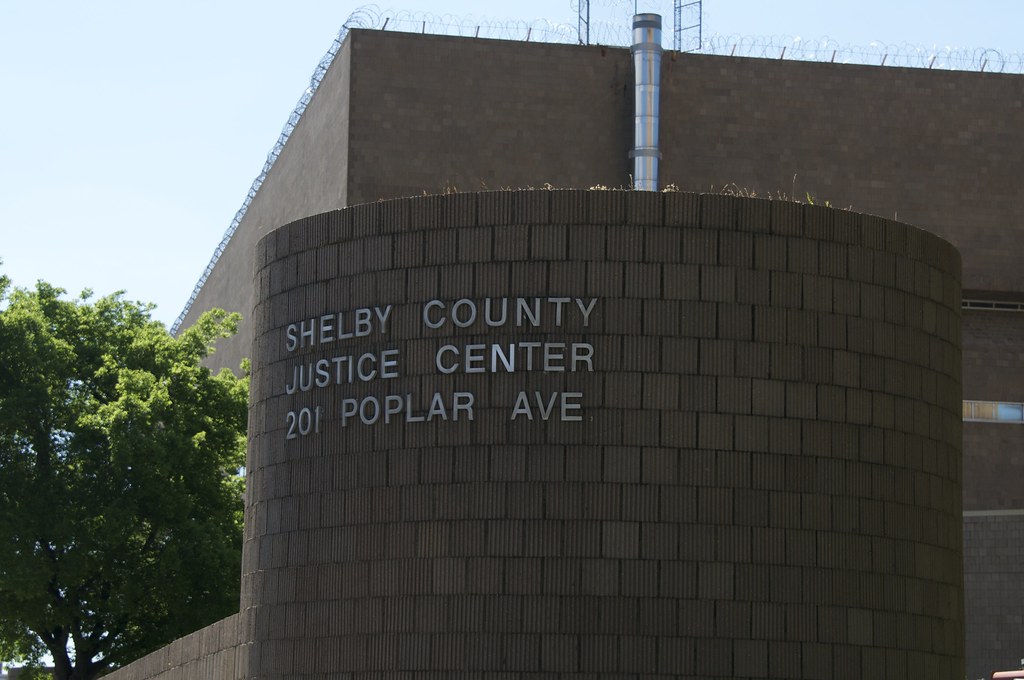 SHELBY COUNTY
JUSTICE CENTER
201 POPLAR AVE